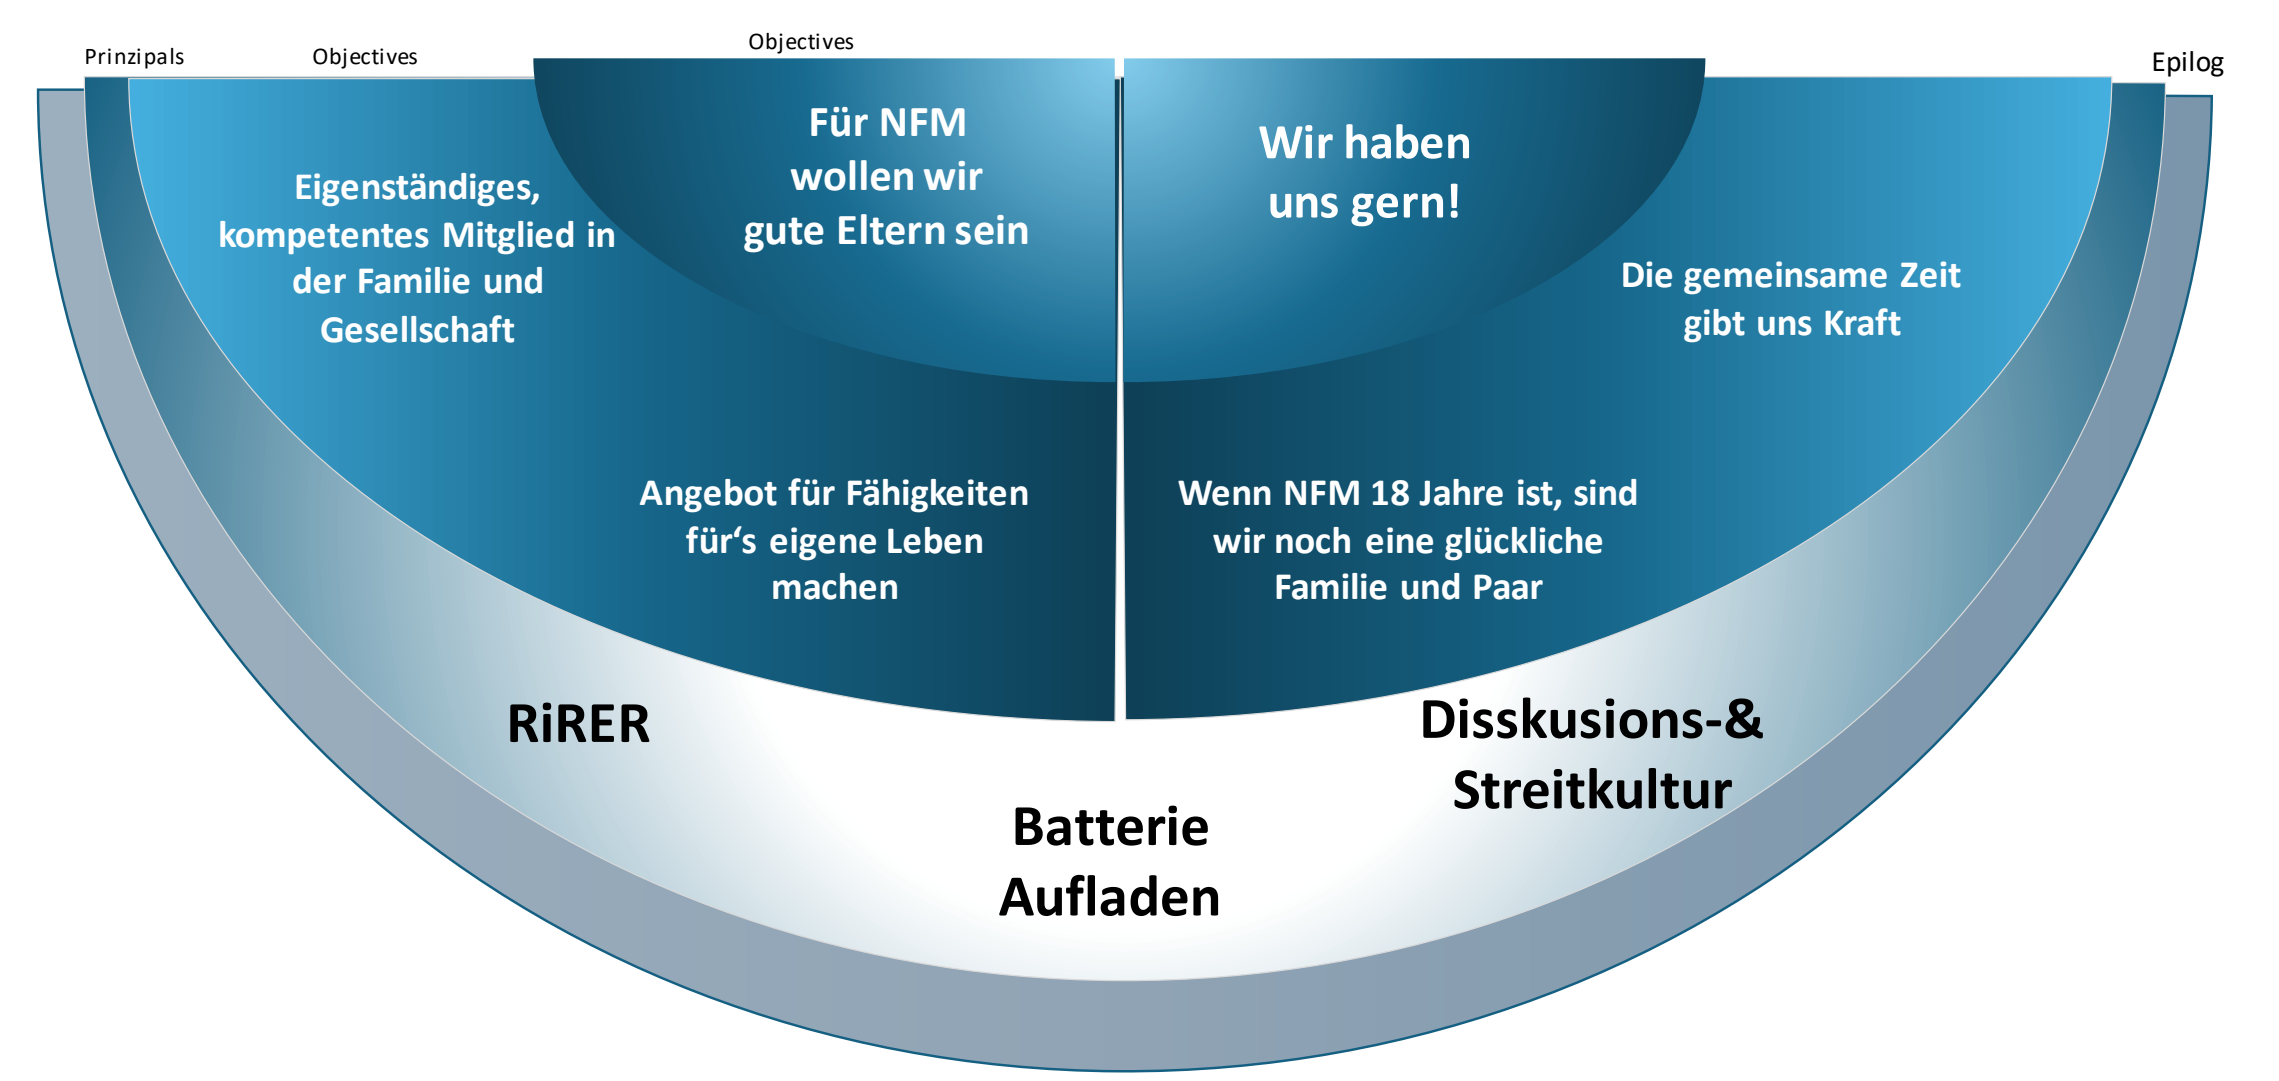 Prinzipals
Objectives
Objectives
Epilog
Für NFM
wollen wir
gute Eltern sein
Wir haben
uns gern!
Eigenständiges,
kompetentes Mitglied in
der Familie und
Gesellschaft
Die gemeinsame Zeit
gibt uns Kraft
Angebot für Fähigkeiten
für‘s eigene Leben
machen
Wenn NFM 18 Jahre ist, sind
wir noch eine glückliche
Familie und Paar
RiRER
Batterie
Aufladen
Disskusions-&
Streitkultur